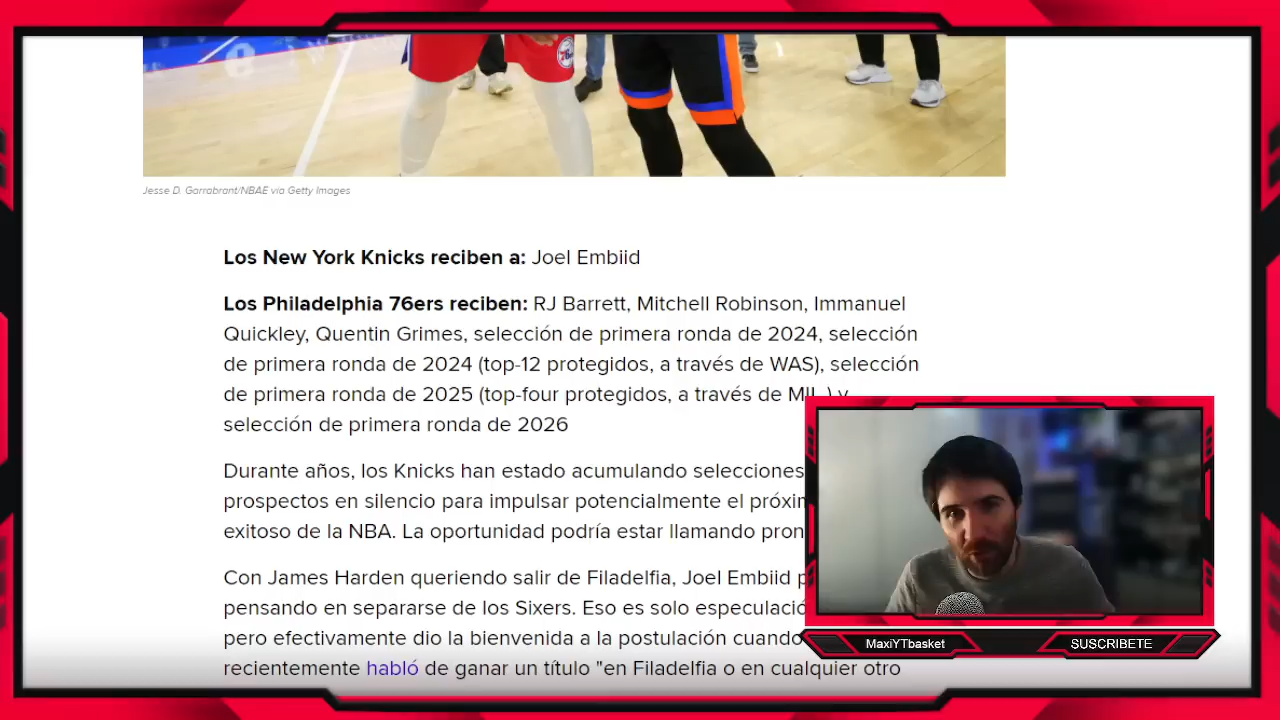 Jesse D. Garrabrant/NBAE via Getty Images
Los New York Knicks reciben a: Joel Embiid
Los Philadelphia 76ers reciben: RJ Barrett, Mitchell Robinson, Immanuel
Quickley, Quentin Grimes, selección de primera ronda de 2024, selección
de primera ronda de 2024 (top-12 protegidos, a través de WAS), selección
de primera ronda de 2025 (top-four protegidos, a través de MIL ) y
selección de primera ronda de 2026
Durante años, los Knicks han estado acumulando selecciones
prospectos en silencio para impulsar potencialmente el
exitoso de la NBA. La oportunidad podría estar llamando
Con James Harden queriendo salir de Filadelfia, Joel Embiid
pensando en separarse de los Sixers. Eso es solo
pero efectivamente dio la bienvenida a la postulación cuando
recientemente habló de ganar un título "en Filadelfia o en cualquier otro
MaxiYTbasket
SUSCRIBETE